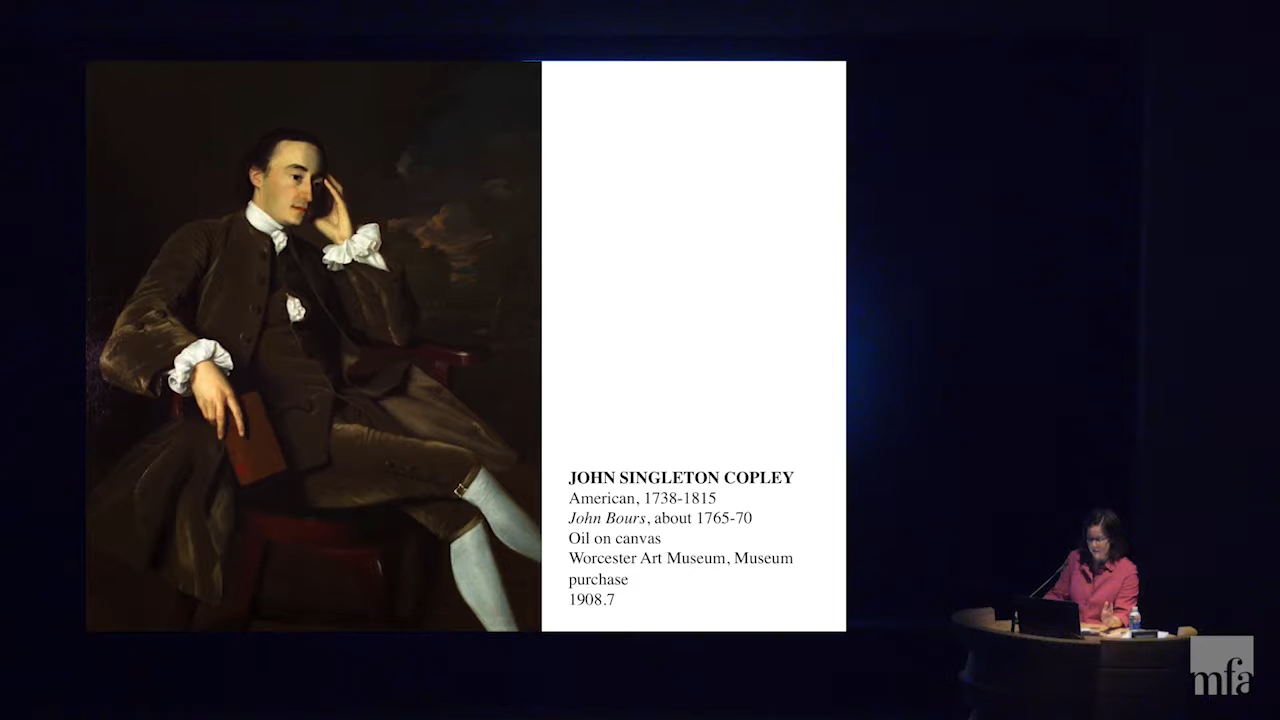 JOHN SINGLETON COPLEY
American, 1738-1815
John Bours, about 1765-70
Oil on canvas
Worcester Art Museum, Museum
purchase
1908.7
mfa